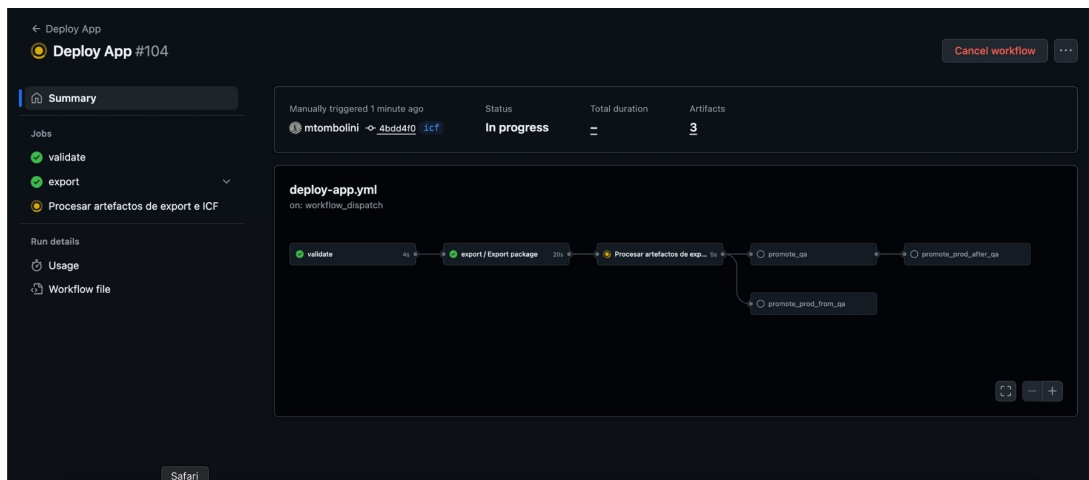 ← Deploy App
Deploy App #104
Cancel workflow
...
Summary
Jobs
validate
export
Procesar artefactos de export e ICF
Run details
Usage
Workflow file
Manually triggered 1 minute ago
mtombolini 4bdd4f0 icf
Status
In progress
Total duration
–
Artifacts
3
deploy-app.yml
on: workflow_dispatch
validate 4s
export / Export package 20s
Procesar artefactos de exp... 5s
promote_qa
promote_prod_after_qa
promote_prod_from_qa
Safari